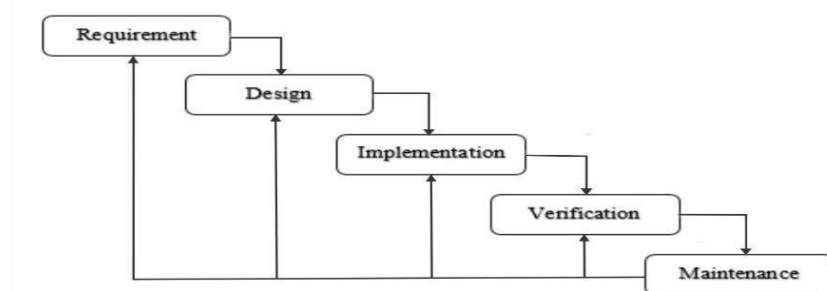 Requirement
Design
Implementation
Verification
Maintenance